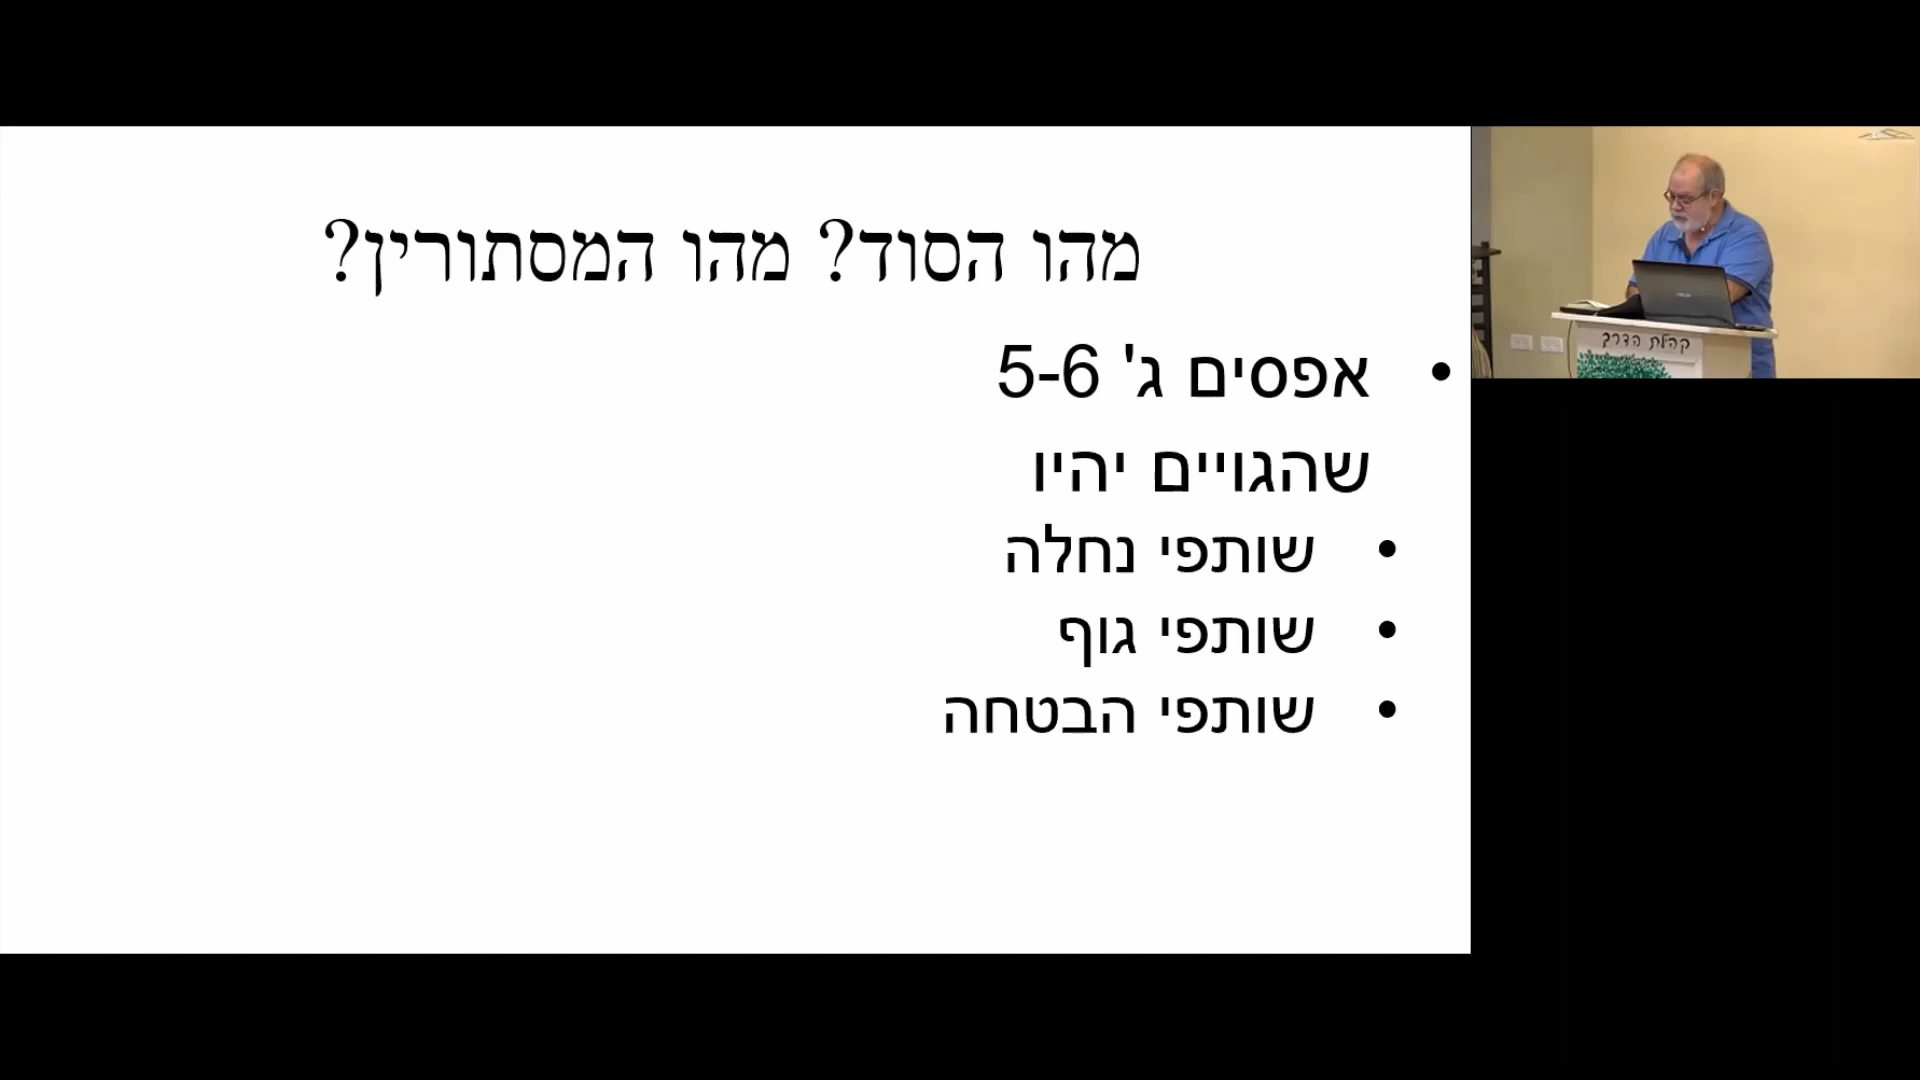 מהו הסוד? מהו המסתורין?
• אפסים ג' 5-6
שהגויים יהיו
• שותפי נחלה
• שותפי גוף
• שותפי הבטחה
קהלת הדרך